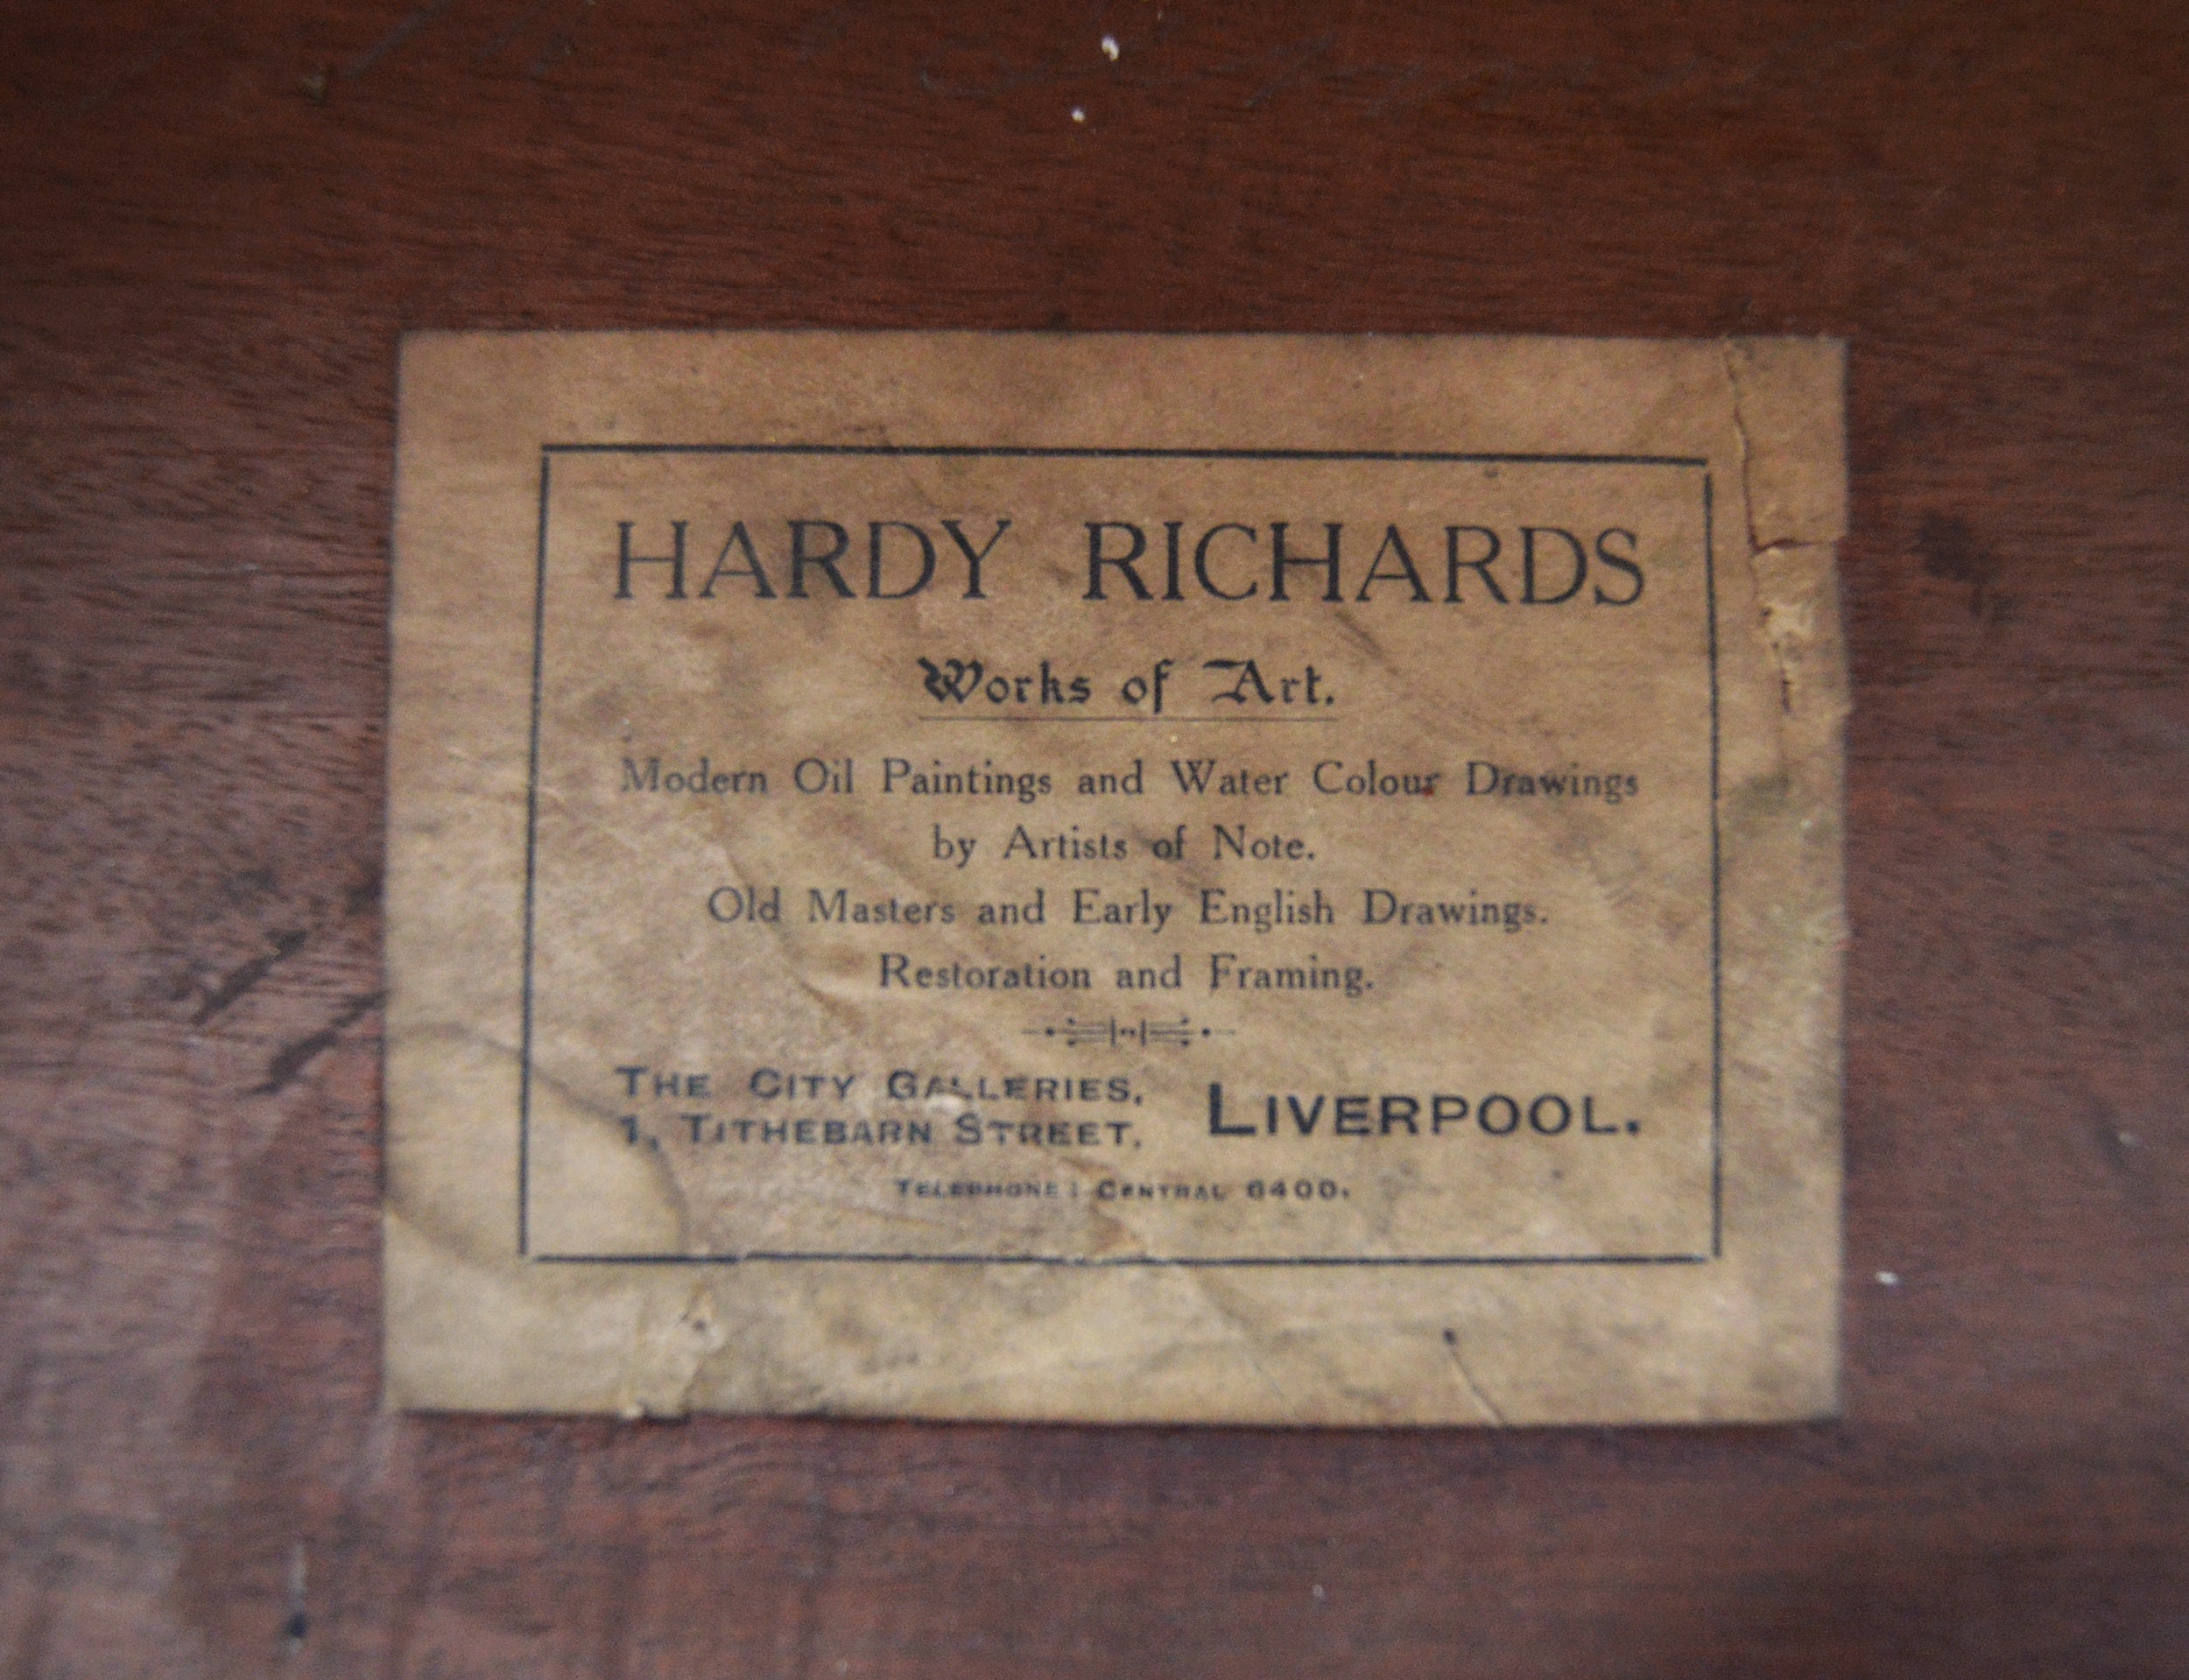 HARDY RICHARDS
Works of Art.
Modern Oil Paintings and Water Colour Drawings
by Artists of Note.
Old Masters and Early English Drawings.
Restoration and Framing.
THE CITY GALLERIES,
1, TITHEBARN STREET,
LIVERPOOL.
TELEPHONE: CENTRAL 6400.